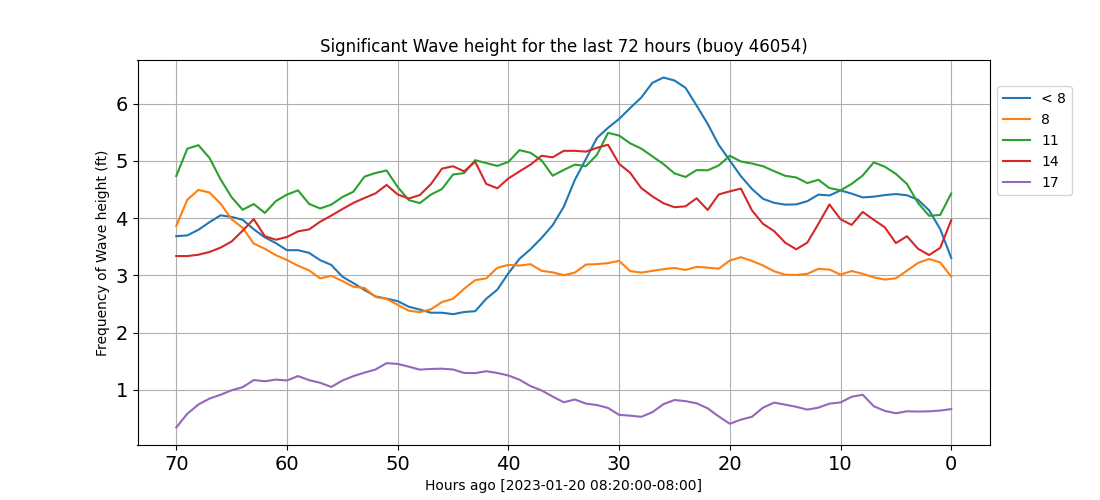 Significant Wave height for the last 72 hours (buoy 46054)
Frequency of Wave height (ft)
6
5
4
3
2
1
70 60 50 40 30 20 10 0
Hours ago [2023-01-20 08:20:00-08:00]
< 8
8
11
14
17